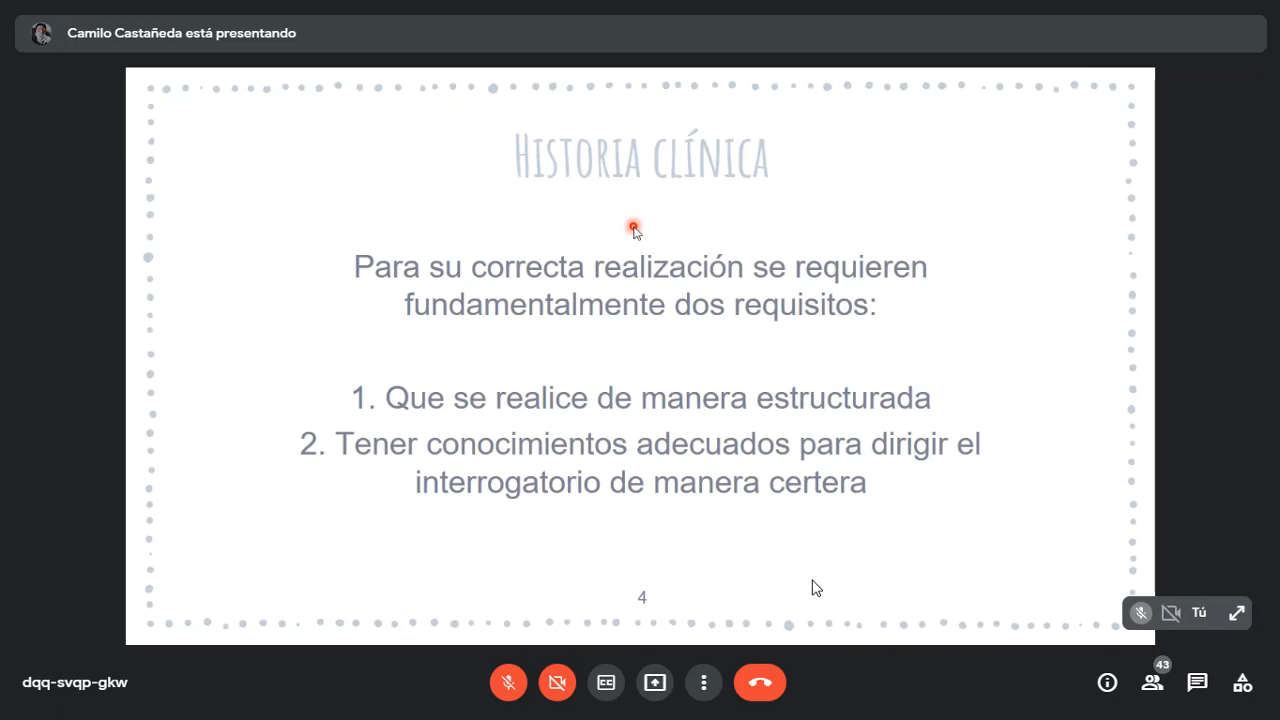 Camilo Castañeda está presentando
Historia clínica
Para su correcta realización se requieren
fundamentalmente dos requisitos:
1. Que se realice de manera estructurada
2. Tener conocimientos adecuados para dirigir el
interrogatorio de manera certera
4
Tú
43
dqq-svqp-gkw
CC